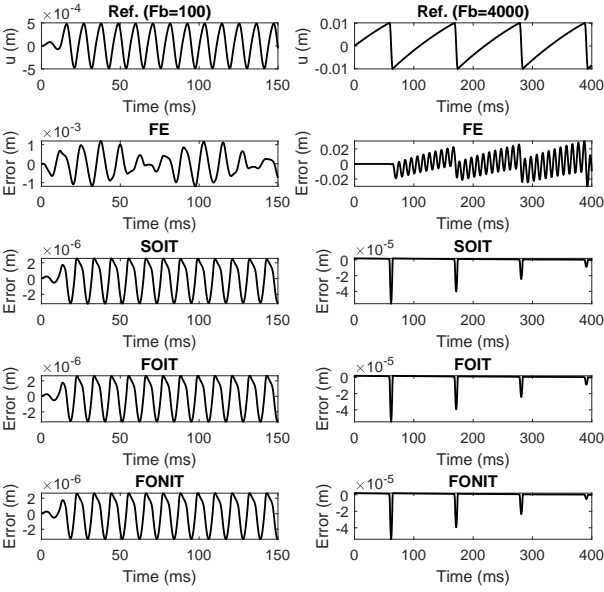 Ref. (Fb=100)
×10⁻⁴
u (m)
5
0
-5
0 50 100 150
Time (ms)
Ref. (Fb=4000)
u (m)
0.01
0
-0.01
0 100 200 300 400
Time (ms)
FE
×10⁻³
Error (m)
1
0
-1
0 50 100 150
Time (ms)
FE
Error (m)
0.02
0
-0.02
0 100 200 300 400
Time (ms)
SOIT
×10⁻⁶
Error (m)
2
0
-2
0 50 100 150
Time (ms)
SOIT
×10⁻⁵
Error (m)
0
-2
-4
0 100 200 300 400
Time (ms)
FOIT
×10⁻⁶
Error (m)
2
0
-2
0 50 100 150
Time (ms)
FOIT
×10⁻⁵
Error (m)
0
-2
-4
0 100 200 300 400
Time (ms)
FONIT
×10⁻⁶
Error (m)
2
0
-2
0 50 100 150
Time (ms)
FONIT
×10⁻⁵
Error (m)
0
-2
-4
0 100 200 300 400
Time (ms)